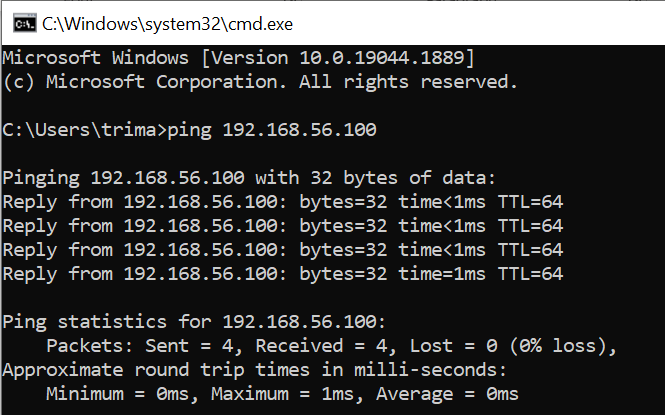 C:\Windows\system32\cmd.exe
Microsoft Windows [Version 10.0.19044.1889]
(c) Microsoft Corporation. All rights reserved.
C:\Users\trima>ping 192.168.56.100
Pinging 192.168.56.100 with 32 bytes of data:
Reply from 192.168.56.100: bytes=32 time<1ms TTL=64
Reply from 192.168.56.100: bytes=32 time<1ms TTL=64
Reply from 192.168.56.100: bytes=32 time<1ms TTL=64
Reply from 192.168.56.100: bytes=32 time=1ms TTL=64
Ping statistics for 192.168.56.100:
    Packets: Sent = 4, Received = 4, Lost = 0 (0% loss),
Approximate round trip times in milli-seconds:
    Minimum = 0ms, Maximum = 1ms, Average = 0ms